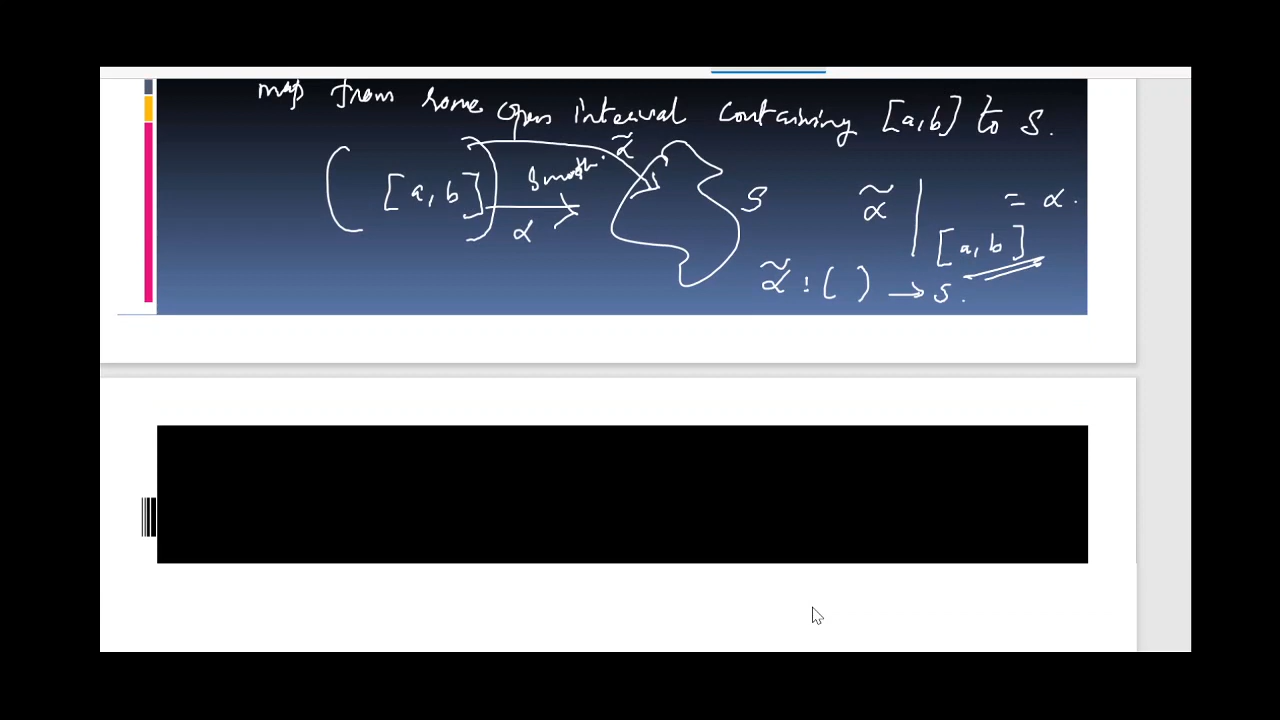 map from some open interval containing [a,b] to S.
( [a, b] ) smooth. α α̃ S
α̃ | [a, b] = α.
α̃ : ( ) → S.